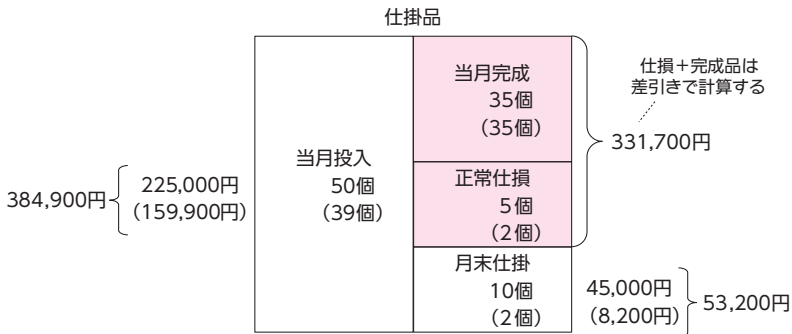 仕掛品
当月完成
35個
（35個）
仕損＋完成品は
差引きで計算する
331,700円
当月投入
50個
（39個）
384,900円
225,000円
（159,900円）
正常仕損
5個
（2個）
月末仕掛
10個
（2個）
45,000円
（8,200円）
53,200円